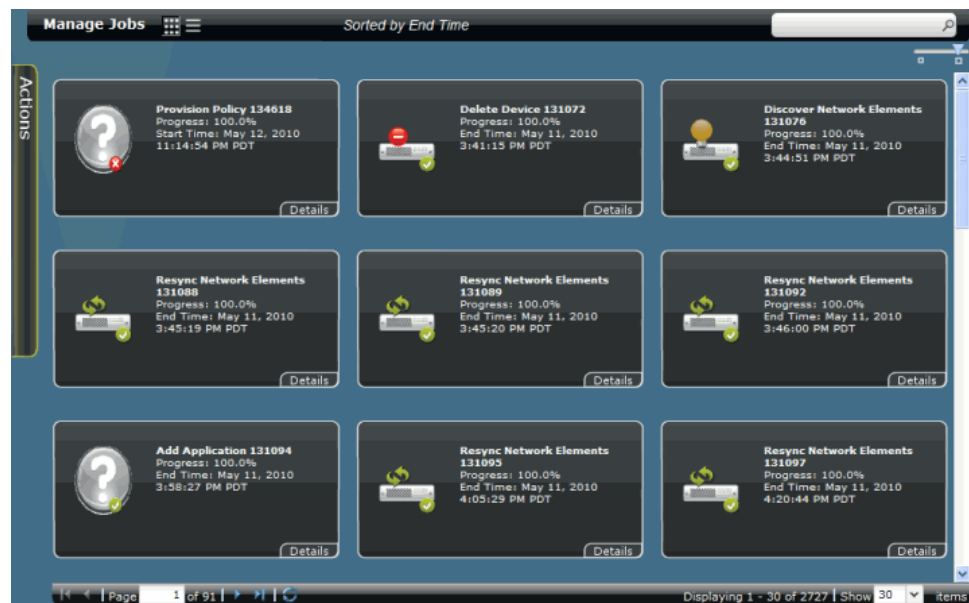 Manage Jobs
Sorted by End Time
Actions
Provision Policy 134618
Progress: 100.0%
Start Time: May 12, 2010
11:14:54 PM PDT
Details
Delete Device 131072
Progress: 100.0%
End Time: May 11, 2010
3:41:15 PM PDT
Details
Discover Network Elements
131076
Progress: 100.0%
End Time: May 11, 2010
3:44:51 PM PDT
Details
Resync Network Elements
131088
Progress: 100.0%
End Time: May 11, 2010
3:45:19 PM PDT
Details
Resync Network Elements
131089
Progress: 100.0%
End Time: May 11, 2010
3:45:20 PM PDT
Details
Resync Network Elements
131092
Progress: 100.0%
End Time: May 11, 2010
3:46:00 PM PDT
Details
Add Application 131094
Progress: 100.0%
End Time: May 11, 2010
3:58:27 PM PDT
Details
Resync Network Elements
131095
Progress: 100.0%
End Time: May 11, 2010
4:05:29 PM PDT
Details
Resync Network Elements
131097
Progress: 100.0%
End Time: May 11, 2010
4:20:44 PM PDT
Details
Page 1 of 91 Displaying 1 - 30 of 2727 Show 30 items